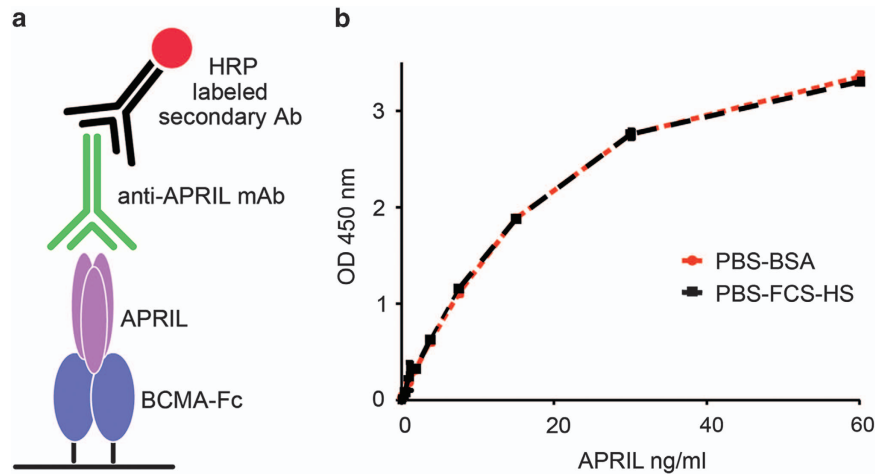 a
HRP
labeled
secondary Ab
anti-APRIL mAb
APRIL
BCMA-Fc
b
OD 450 nm
3
2
1
0
PBS-BSA
PBS-FCS-HS
0 20 40 60
APRIL ng/ml